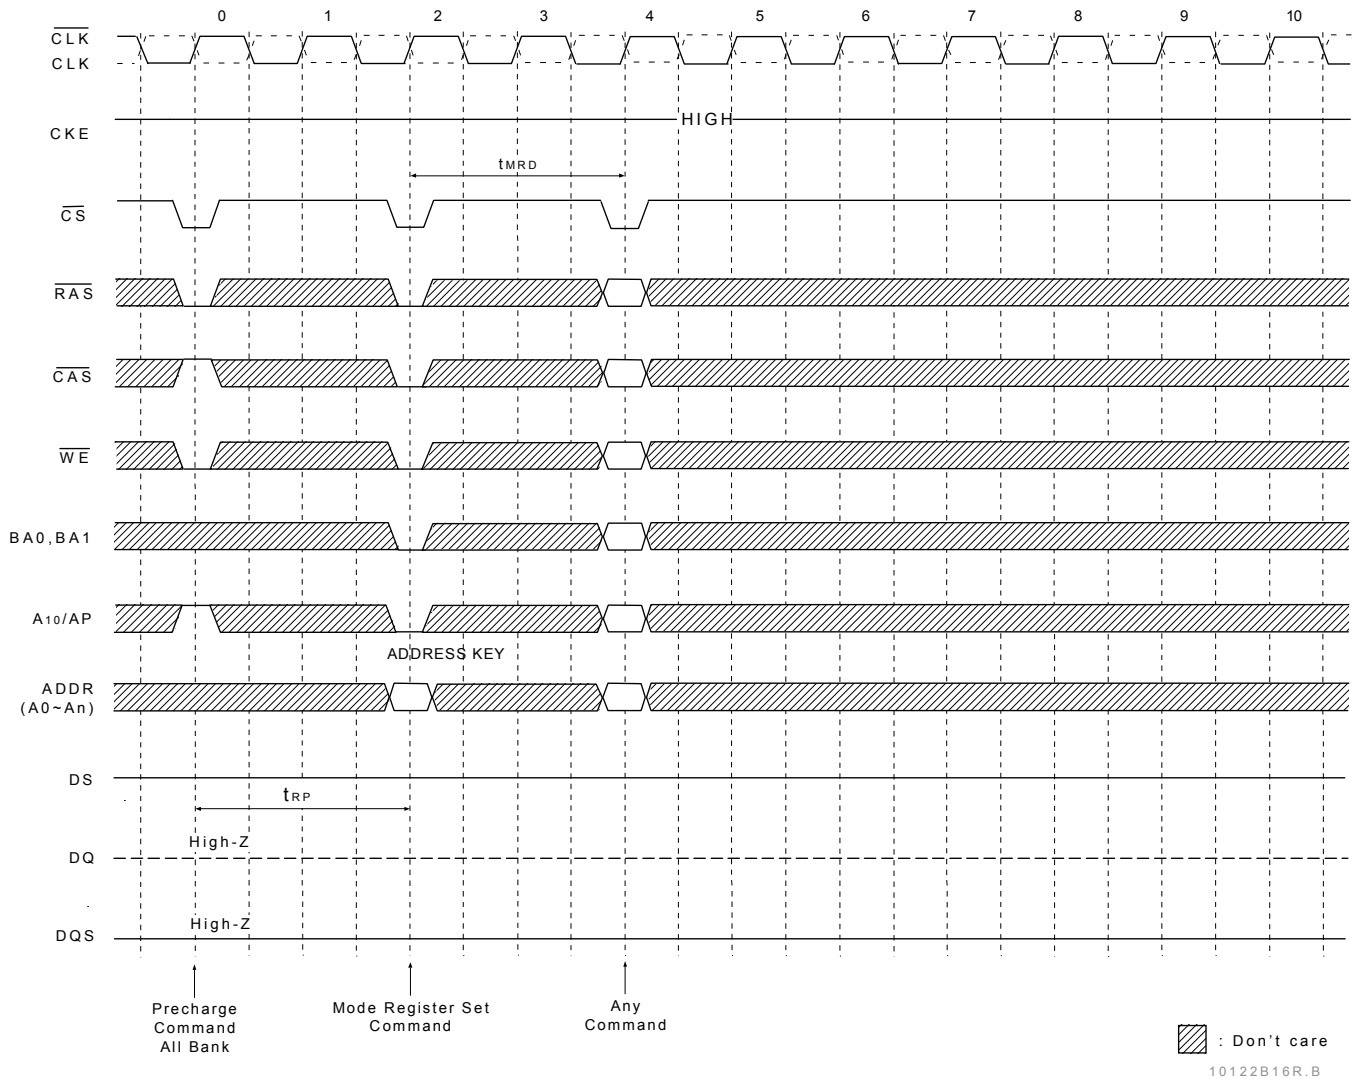 0 1 2 3 4 5 6 7 8 9 10
CLK
CLK
HIGH
CKE
tMRD
CS
RAS
CAS
WE
BA0,BA1
A10/AP
ADDRESS KEY
ADDR
(A0~An)
DS
tRP
High-Z
DQ
High-Z
DQS
Precharge
Command
All Bank
Mode Register Set
Command
Any
Command
: Don't care
10122B16R.B